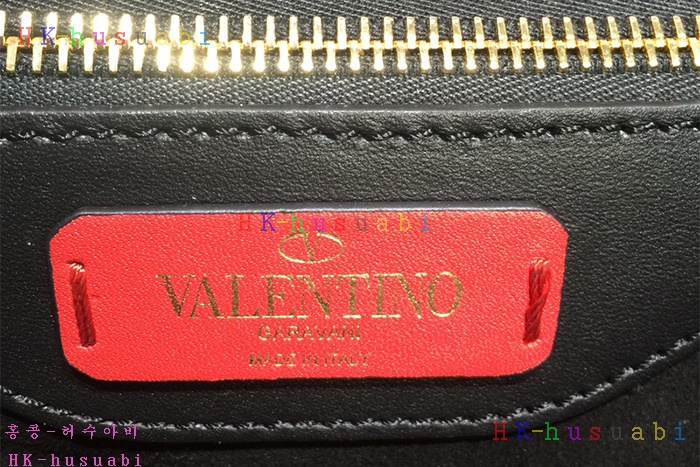 HK-husuabi
HK-husuabi
VALENTINO
GARAVANI
MADE IN ITALY
홍콩-허수아비
HK-husuabi
HK-husuabi